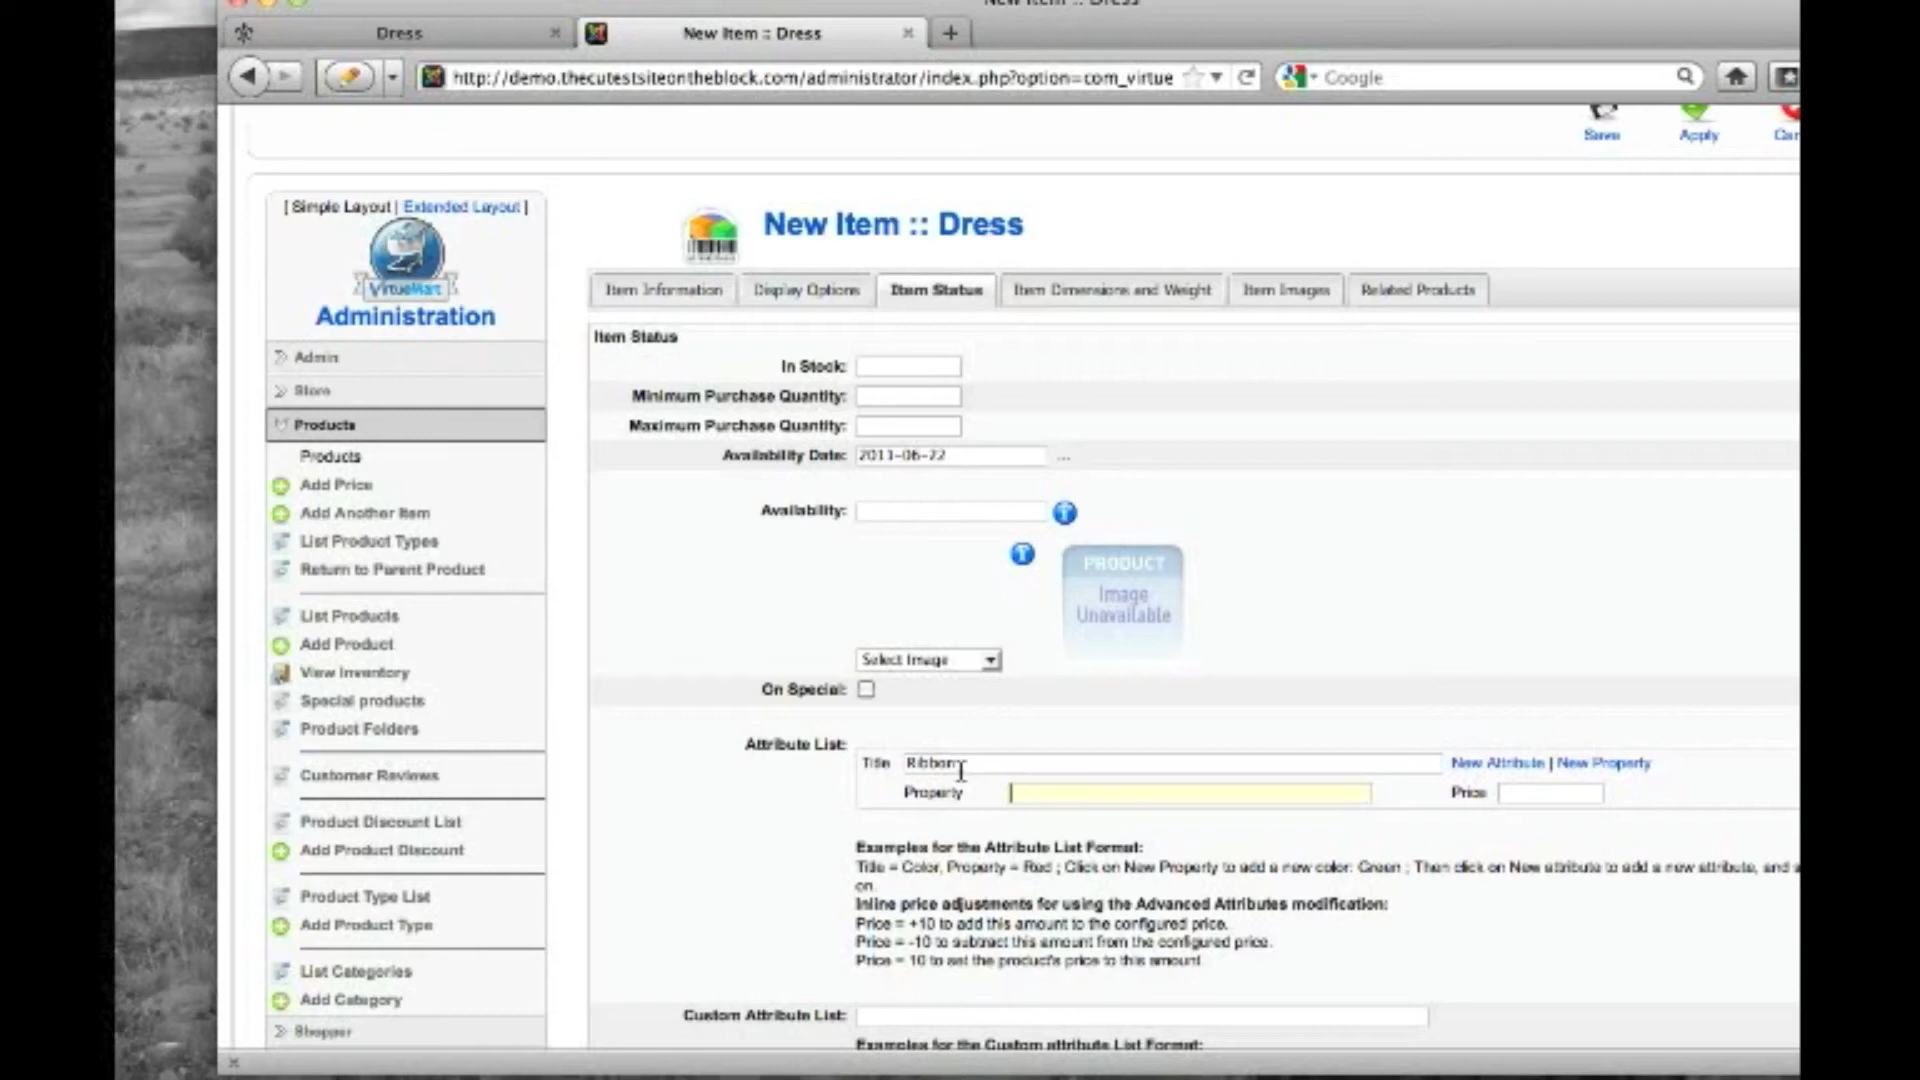 New Item :: Dress
Dress
New Item :: Dress
http://demo.thecutestsiteontheblock.com/administrator/index.php?option=com_virtue
Google
Save
Apply
[ Simple Layout | Extended Layout ]
VirtueMart
Administration
Admin
Store
Products
Products
Add Price
Add Another Item
List Product Types
Return to Parent Product
List Products
Add Product
View Inventory
Special products
Product Folders
Customer Reviews
Product Discount List
Add Product Discount
Product Type List
Add Product Type
List Categories
Add Category
Shopper
New Item :: Dress
Item Information
Display Options
Item Status
Item Dimensions and Weight
Item Images
Related Products
Item Status
In Stock:
Minimum Purchase Quantity:
Maximum Purchase Quantity:
Availability Date: 2011-06-22 ...
Availability:
PRODUCT
Image
Unavailable
Select Image
On Special:
Attribute List:
Title Ribbon New Attribute | New Property
Property Price
Examples for the Attribute List Format:
Title = Color, Property = Red ; Click on New Property to add a new color: Green ; Then click on New attribute to add a new attribute, and
on.
Inline price adjustments for using the Advanced Attributes modification:
Price = +10 to add this amount to the configured price.
Price = -10 to subtract this amount from the configured price.
Price = 10 to set the product's price to this amount
Custom Attribute List:
Examples for the Custom attribute List Format: